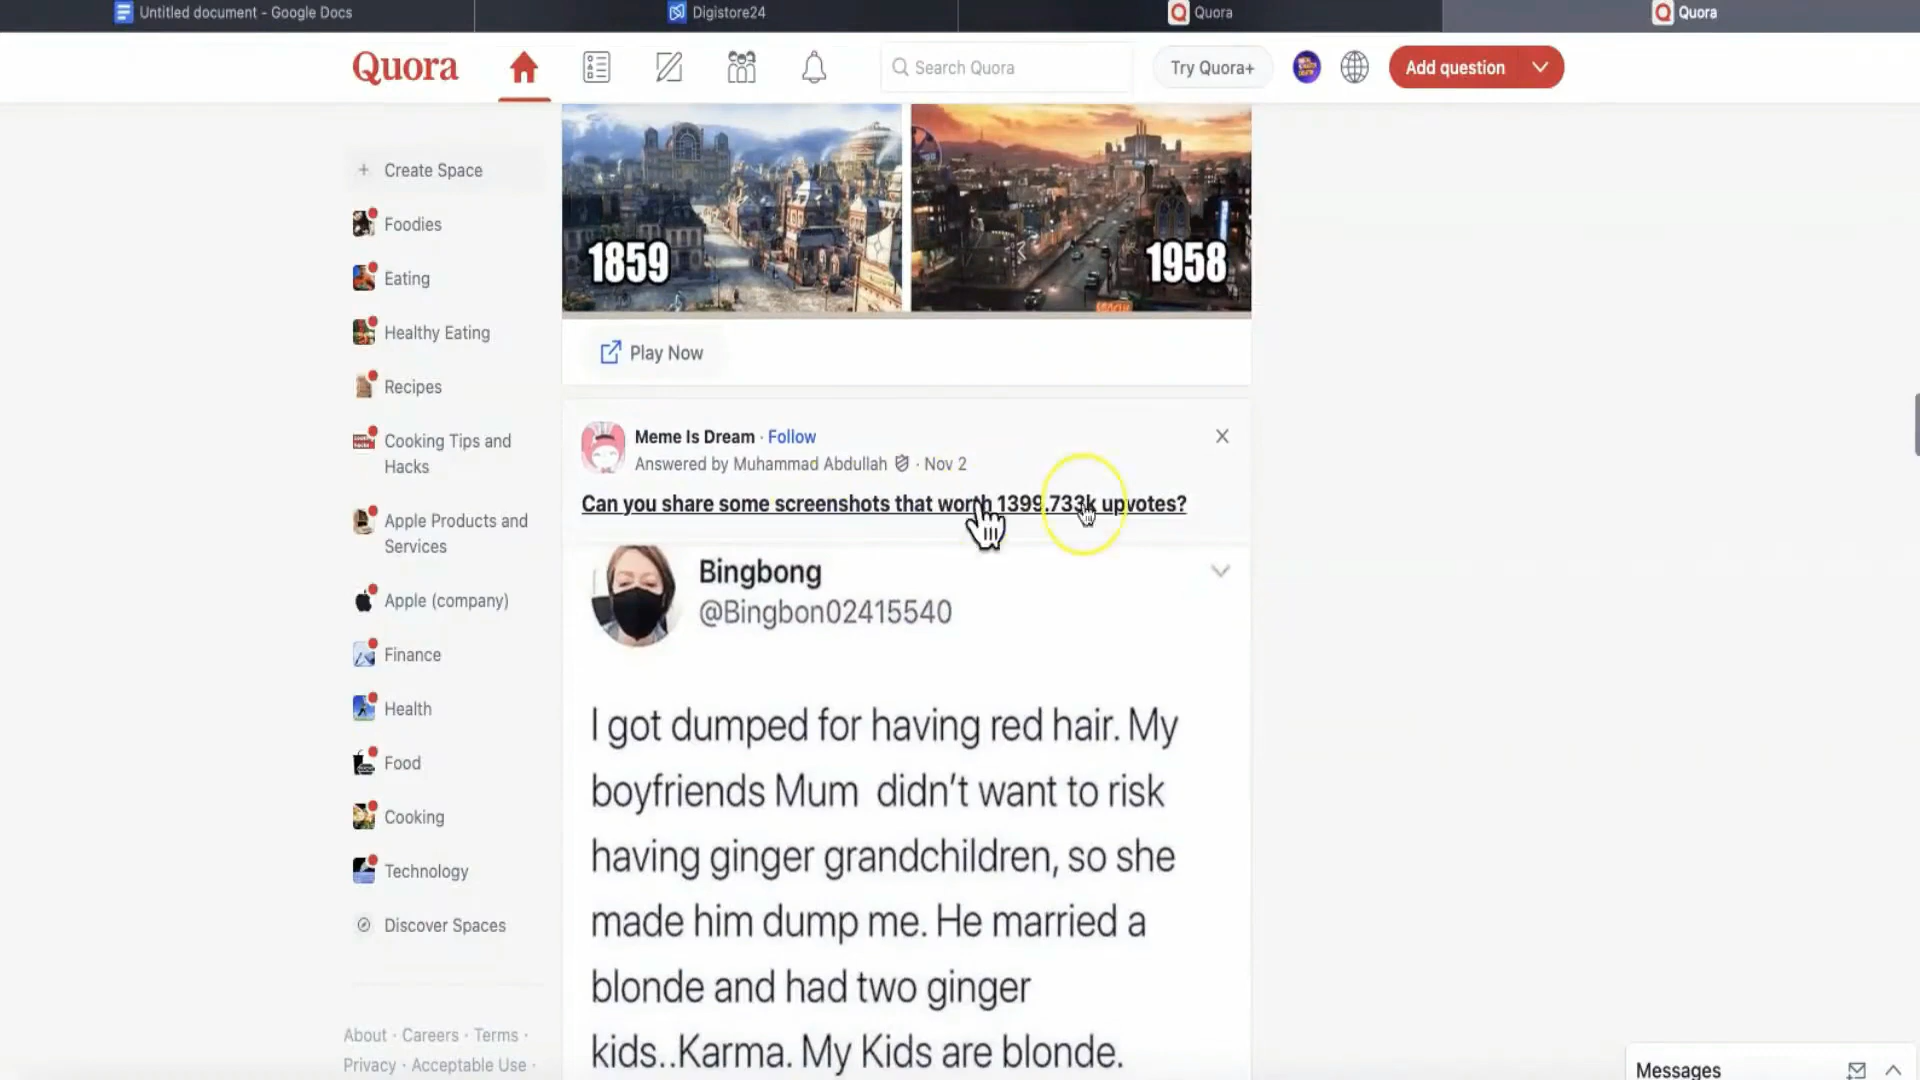 Untitled document - Google Docs
Digistore24
Quora
Quora
Quora
Search Quora
Try Quora+
Add question
Create Space
Foodies
Eating
Healthy Eating
Recipes
Cooking Tips and
Hacks
Apple Products and
Services
Apple (company)
Finance
Health
Food
Cooking
Technology
Discover Spaces
About · Careers · Terms ·
Privacy · Acceptable Use ·
1859
1958
Play Now
Meme Is Dream · Follow
Answered by Muhammad Abdullah · Nov 2
Can you share some screenshots that worth 1399.733k upvotes?
Bingbong
@Bingbon02415540
I got dumped for having red hair. My
boyfriends Mum didn't want to risk
having ginger grandchildren, so she
made him dump me. He married a
blonde and had two ginger
kids..Karma. My Kids are blonde.
Messages